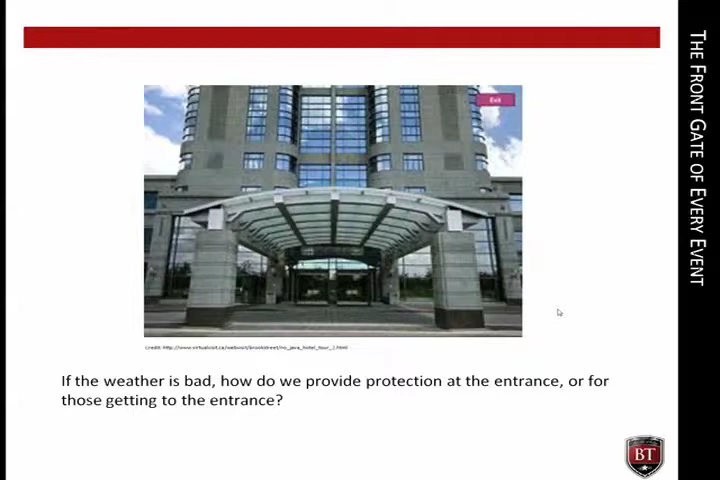 THE FRONT GATE OF EVERY EVENT
Exit
If the weather is bad, how do we provide protection at the entrance, or for
those getting to the entrance?
BT